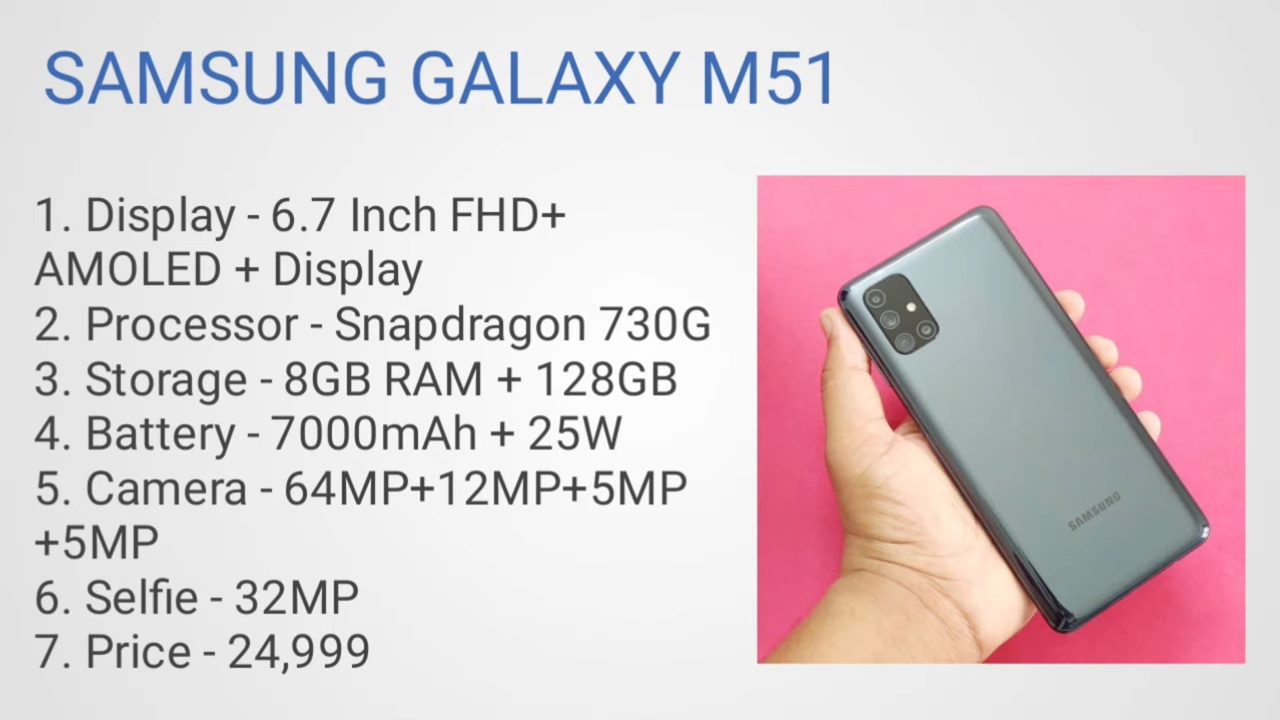 SAMSUNG GALAXY M51
1. Display - 6.7 Inch FHD+
AMOLED + Display
2. Processor - Snapdragon 730G
3. Storage - 8GB RAM + 128GB
4. Battery - 7000mAh + 25W
5. Camera - 64MP+12MP+5MP
+5MP
6. Selfie - 32MP
7. Price - 24,999
SAMSUNG